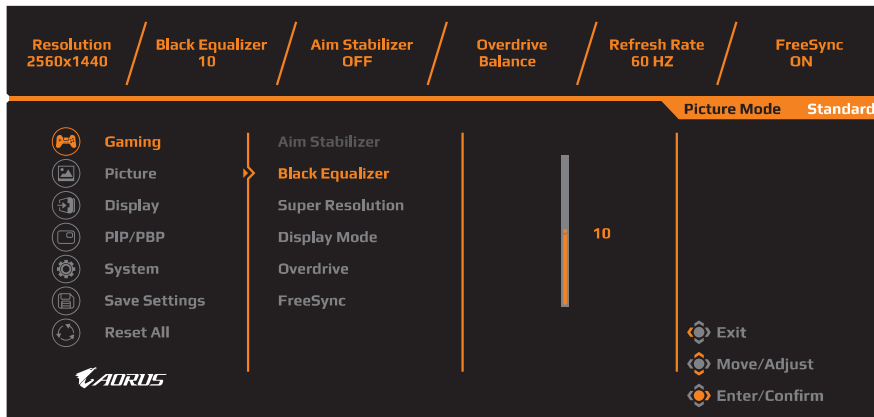 Resolution
2560x1440
Black Equalizer
10
Aim Stabilizer
OFF
Overdrive
Balance
Refresh Rate
60 HZ
FreeSync
ON
Picture Mode Standard
Gaming
Picture
Display
PIP/PBP
System
Save Settings
Reset All
Aim Stabilizer
Black Equalizer
Super Resolution
Display Mode
Overdrive
FreeSync
10
Exit
Move/Adjust
Enter/Confirm
AORUS